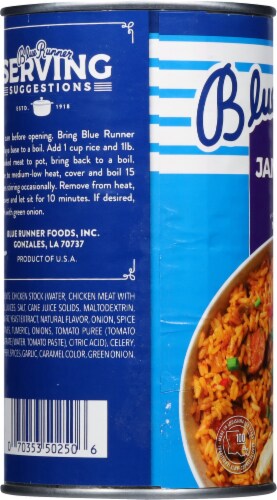 Blue Runner
SERVING
SUGGESTIONS
ESTD. 1918
before opening. Bring Blue Runner
base to a boil. Add 1 cup rice and 1lb.
meat to pot, bring back to a boil.
to medium-low heat, cover and boil 15
stirring occasionally. Remove from heat,
and let sit for 10 minutes. If desired,
with green onion.
BLUE RUNNER FOODS, INC.
GONZALES, LA 70737
PRODUCT OF U.S.A.
CHICKEN STOCK (WATER, CHICKEN MEAT WITH
SALT, CANE JUICE SOLIDS, MALTODEXTRIN,
YEAST EXTRACT, NATURAL FLAVOR), ONION, SPICE
TURMERIC), ONIONS, TOMATO PUREE (TOMATO
WATER, TOMATO PASTE), CITRIC ACID), CELERY,
SPICES, GARLIC, CARAMEL COLOR, GREEN ONION.
0 70353 50250 6
Blu
JA
100